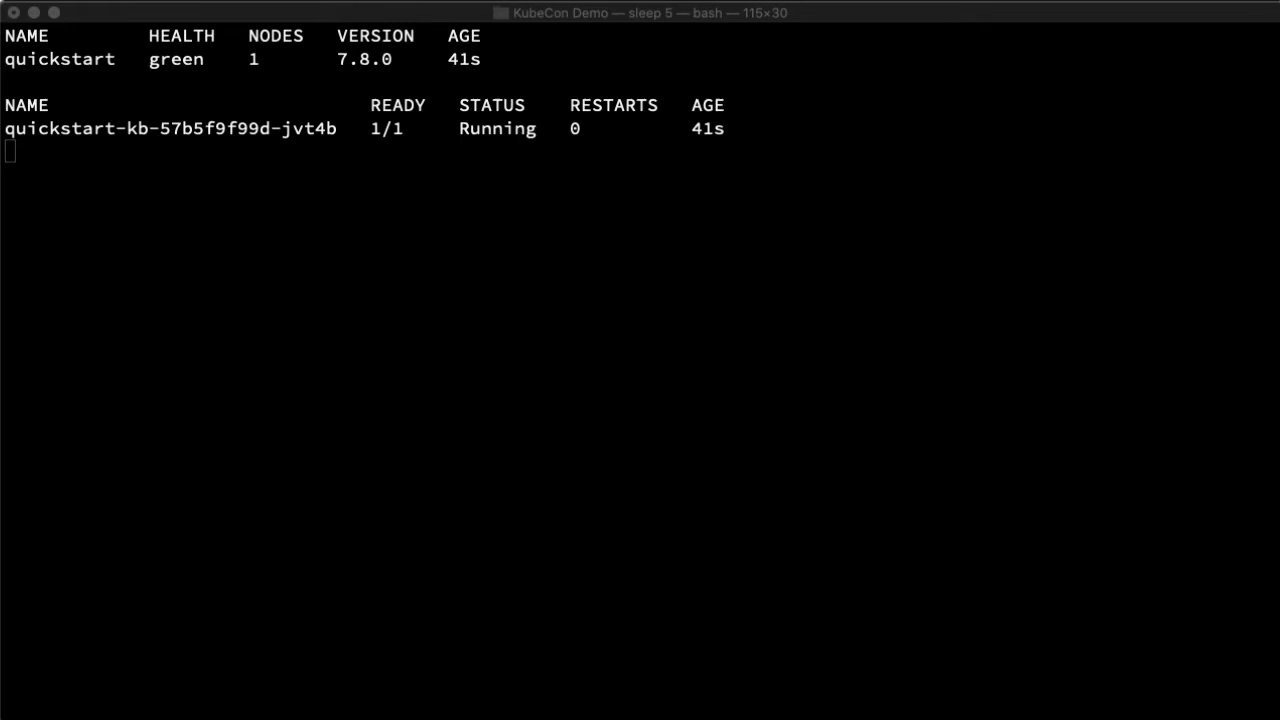 KubeCon Demo — sleep 5 — bash — 115×30
NAME HEALTH NODES VERSION AGE
quickstart green 1 7.8.0 41s
NAME READY STATUS RESTARTS AGE
quickstart-kb-57b5f9f99d-jvt4b 1/1 Running 0 41s